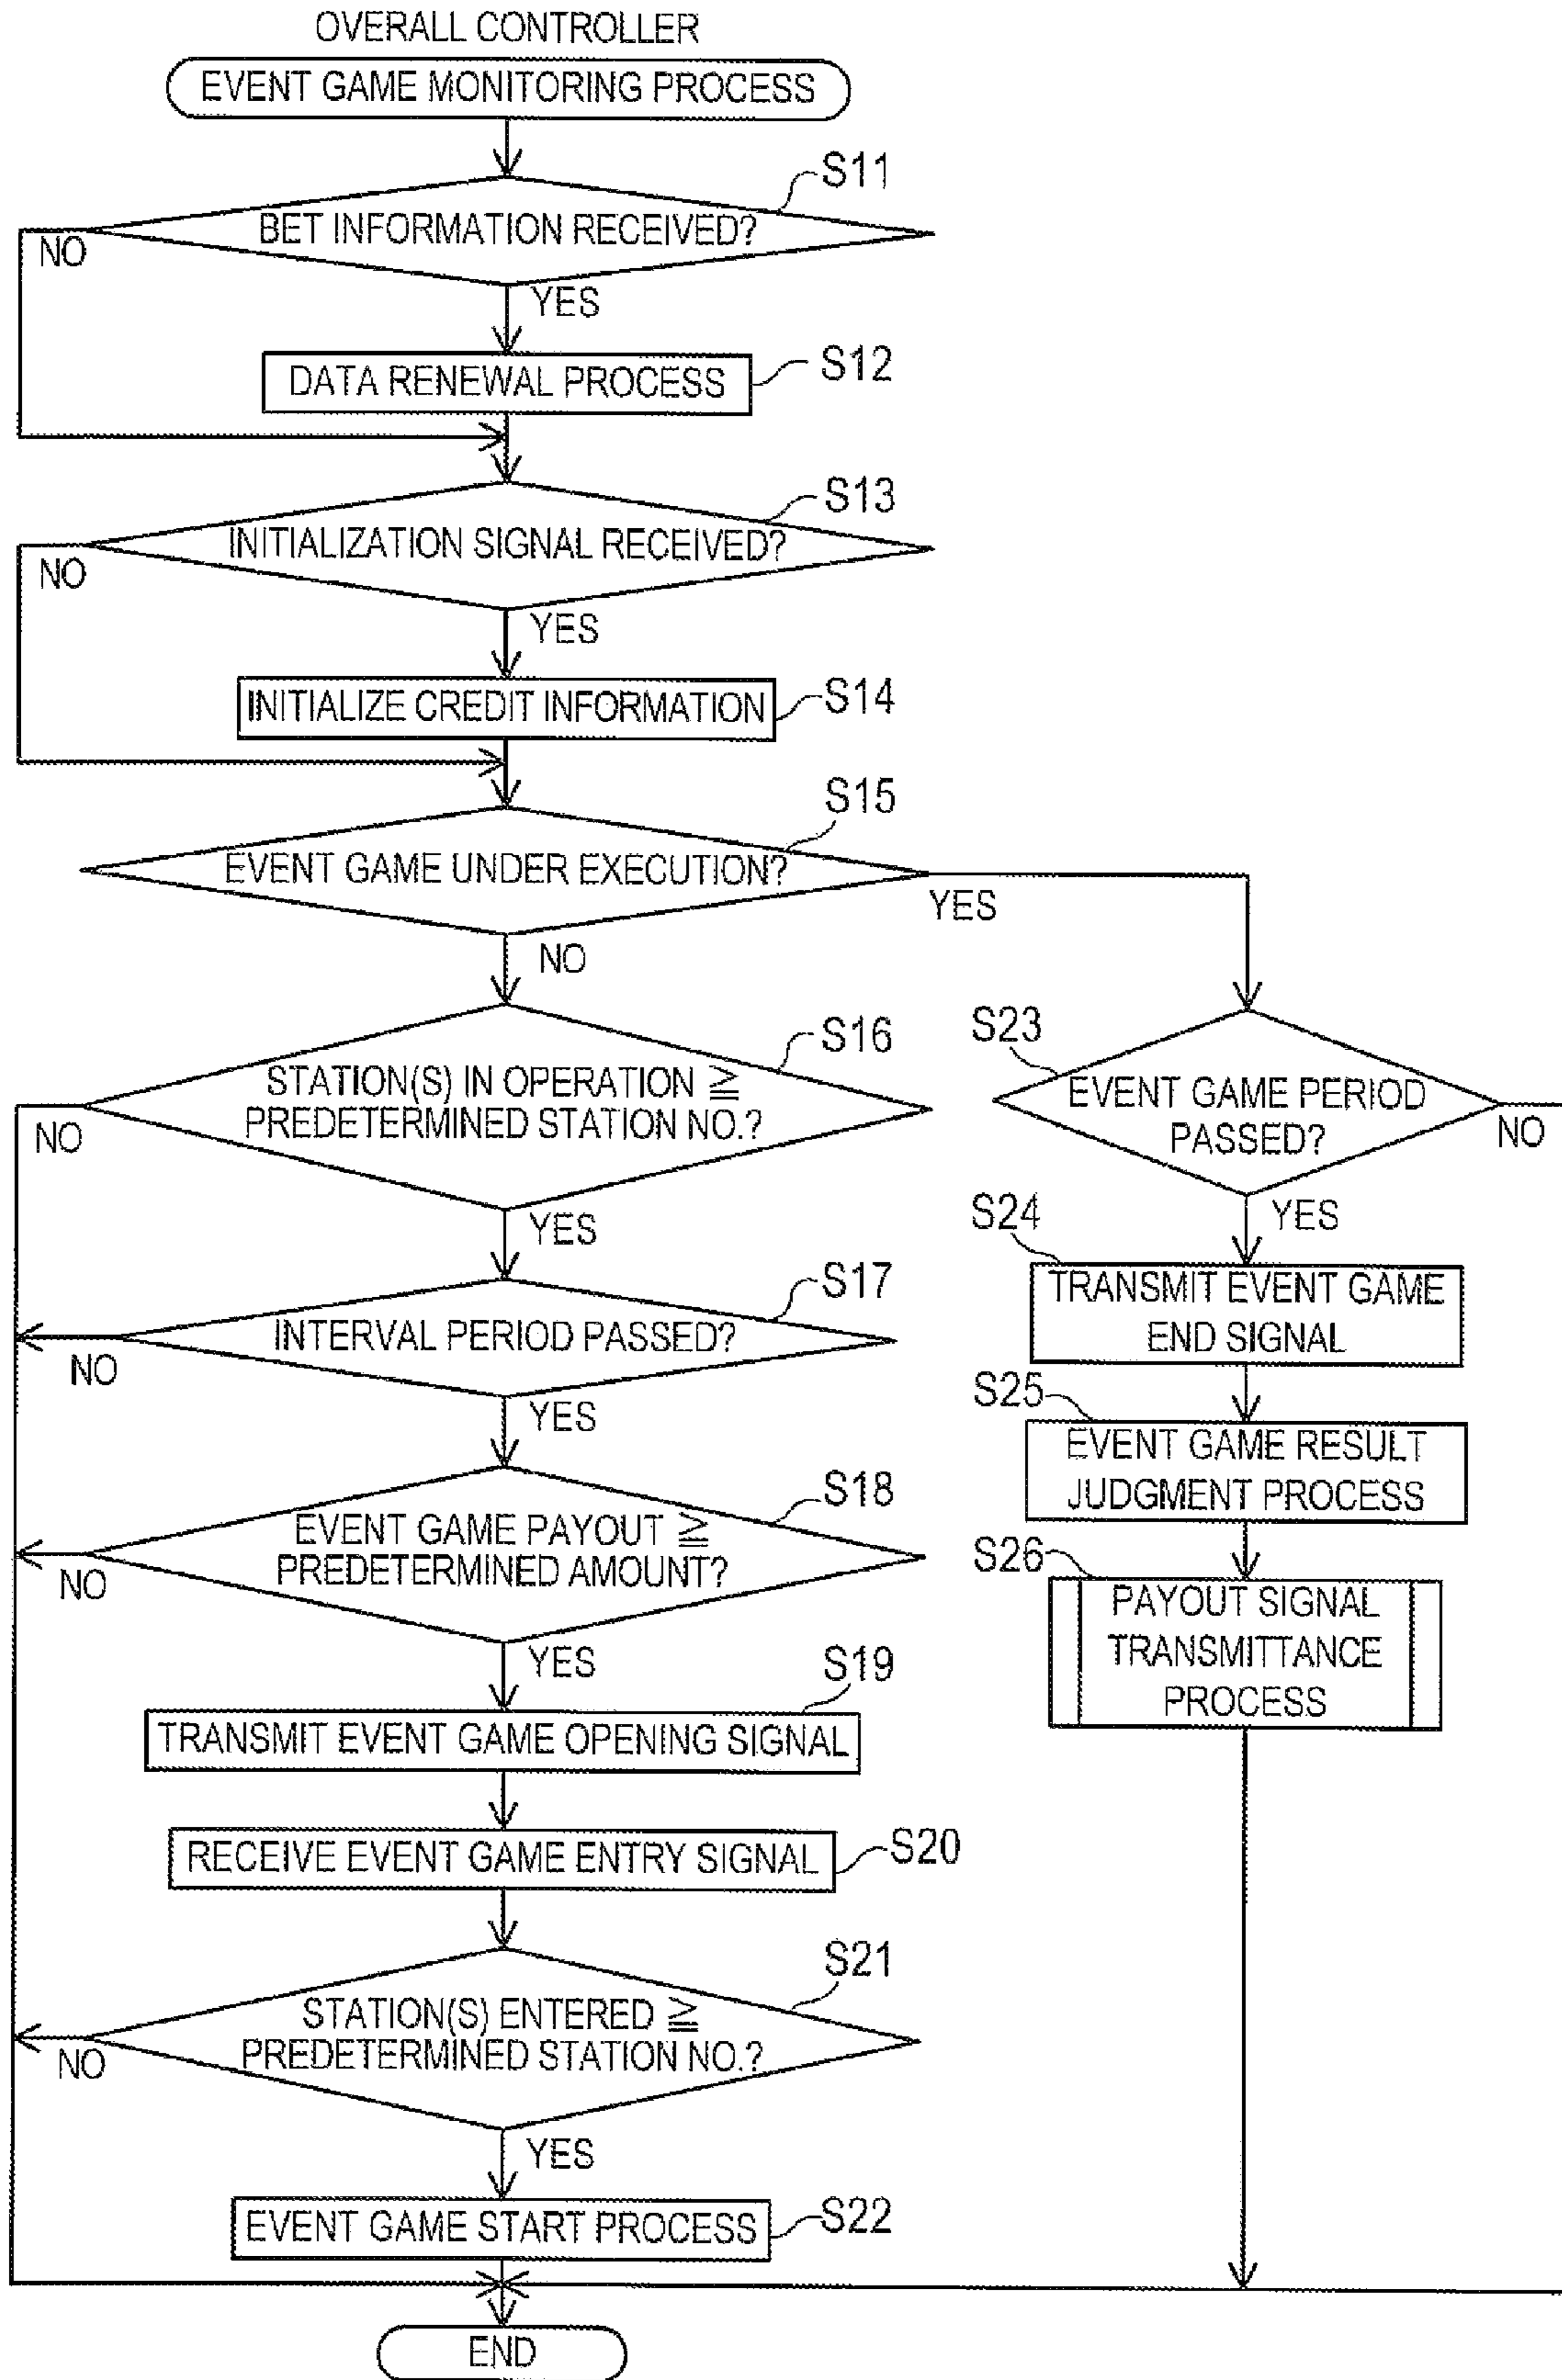 OVERALL CONTROLLER
EVENT GAME MONITORING PROCESS
S11
BET INFORMATION RECEIVED?
NO
YES
S12
DATA RENEWAL PROCESS
S13
INITIALIZATION SIGNAL RECEIVED?
NO
YES
S14
INITIALIZE CREDIT INFORMATION
S15
EVENT GAME UNDER EXECUTION?
YES
NO
S16
STATION(S) IN OPERATION ≧
PREDETERMINED STATION NO.?
NO
YES
S17
INTERVAL PERIOD PASSED?
NO
YES
S18
EVENT GAME PAYOUT ≧
PREDETERMINED AMOUNT?
NO
YES
S19
TRANSMIT EVENT GAME OPENING SIGNAL
RECEIVE EVENT GAME ENTRY SIGNAL
S20
S21
STATION(S) ENTERED ≧
PREDETERMINED STATION NO.?
NO
YES
EVENT GAME START PROCESS
S22
END
S23
EVENT GAME PERIOD
PASSED?
NO
YES
S24
TRANSMIT EVENT GAME
END SIGNAL
S25
EVENT GAME RESULT
JUDGMENT PROCESS
S26
PAYOUT SIGNAL
TRANSMITTANCE
PROCESS